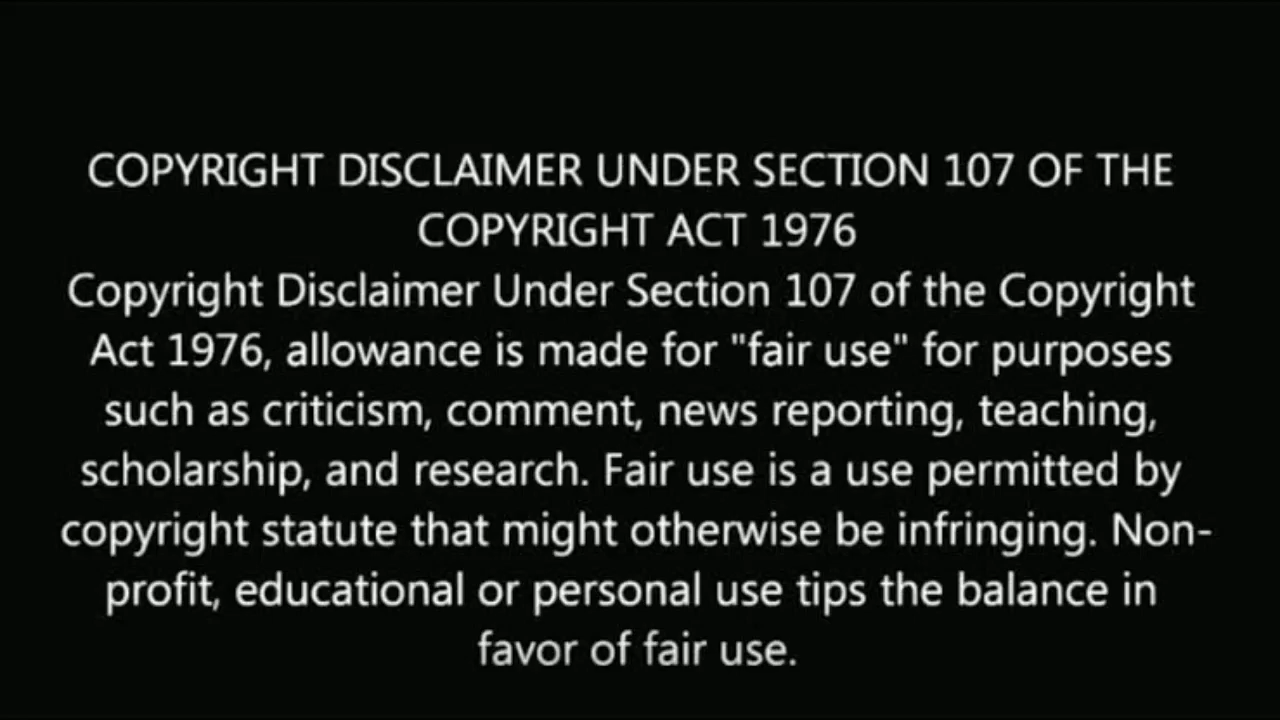 COPYRIGHT DISCLAIMER UNDER SECTION 107 OF THE
COPYRIGHT ACT 1976
Copyright Disclaimer Under Section 107 of the Copyright
Act 1976, allowance is made for "fair use" for purposes
such as criticism, comment, news reporting, teaching,
scholarship, and research. Fair use is a use permitted by
copyright statute that might otherwise be infringing. Non-
profit, educational or personal use tips the balance in
favor of fair use.